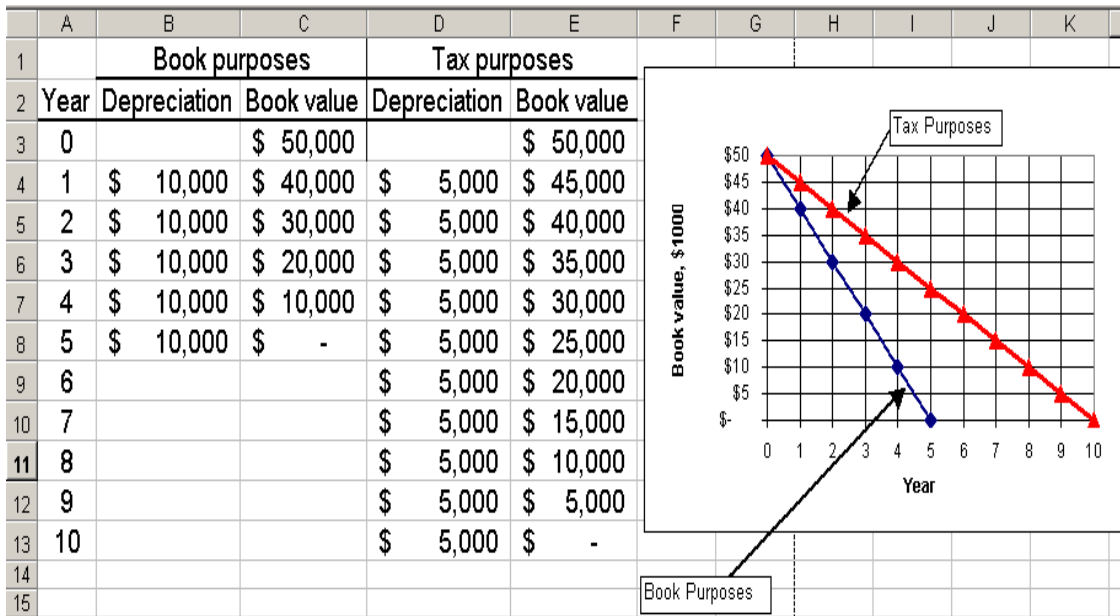 A B C D E F G H I J K
1 Book purposes Tax purposes
2 Year Depreciation Book value Depreciation Book value
3 0 $ 50,000 $ 50,000
4 1 $ 10,000 $ 40,000 $ 5,000 $ 45,000
5 2 $ 10,000 $ 30,000 $ 5,000 $ 40,000
6 3 $ 10,000 $ 20,000 $ 5,000 $ 35,000
7 4 $ 10,000 $ 10,000 $ 5,000 $ 30,000
8 5 $ 10,000 $ - $ 5,000 $ 25,000
9 6 $ 5,000 $ 20,000
10 7 $ 5,000 $ 15,000
11 8 $ 5,000 $ 10,000
12 9 $ 5,000 $ 5,000
13 10 $ 5,000 $ -
14
15
Tax Purposes
Book value, $1000
$50
$45
$40
$35
$30
$25
$20
$15
$10
$5
$-
0 1 2 3 4 5 6 7 8 9 10
Year
Book Purposes